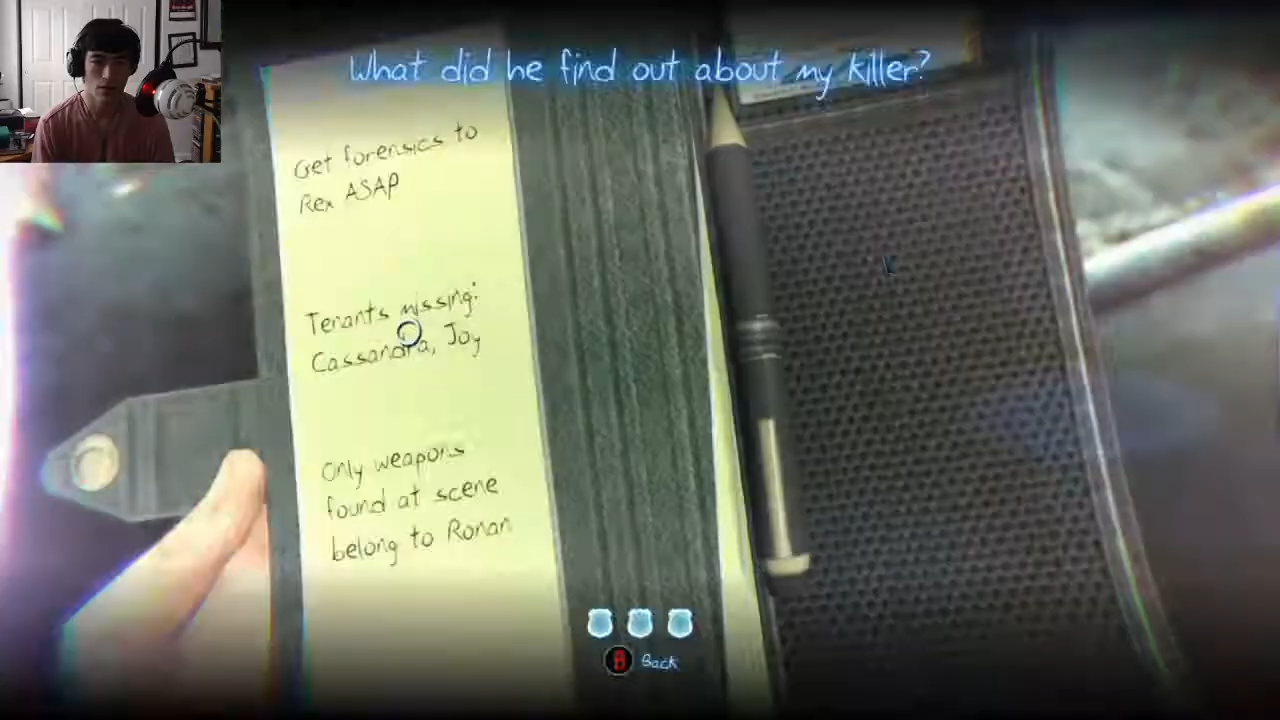 What did he find out about my killer?
Get forensics to
Rex ASAP
Tenants missing:
Cassandra, Joy
Only weapons
found at scene
belong to Ronan
B Back